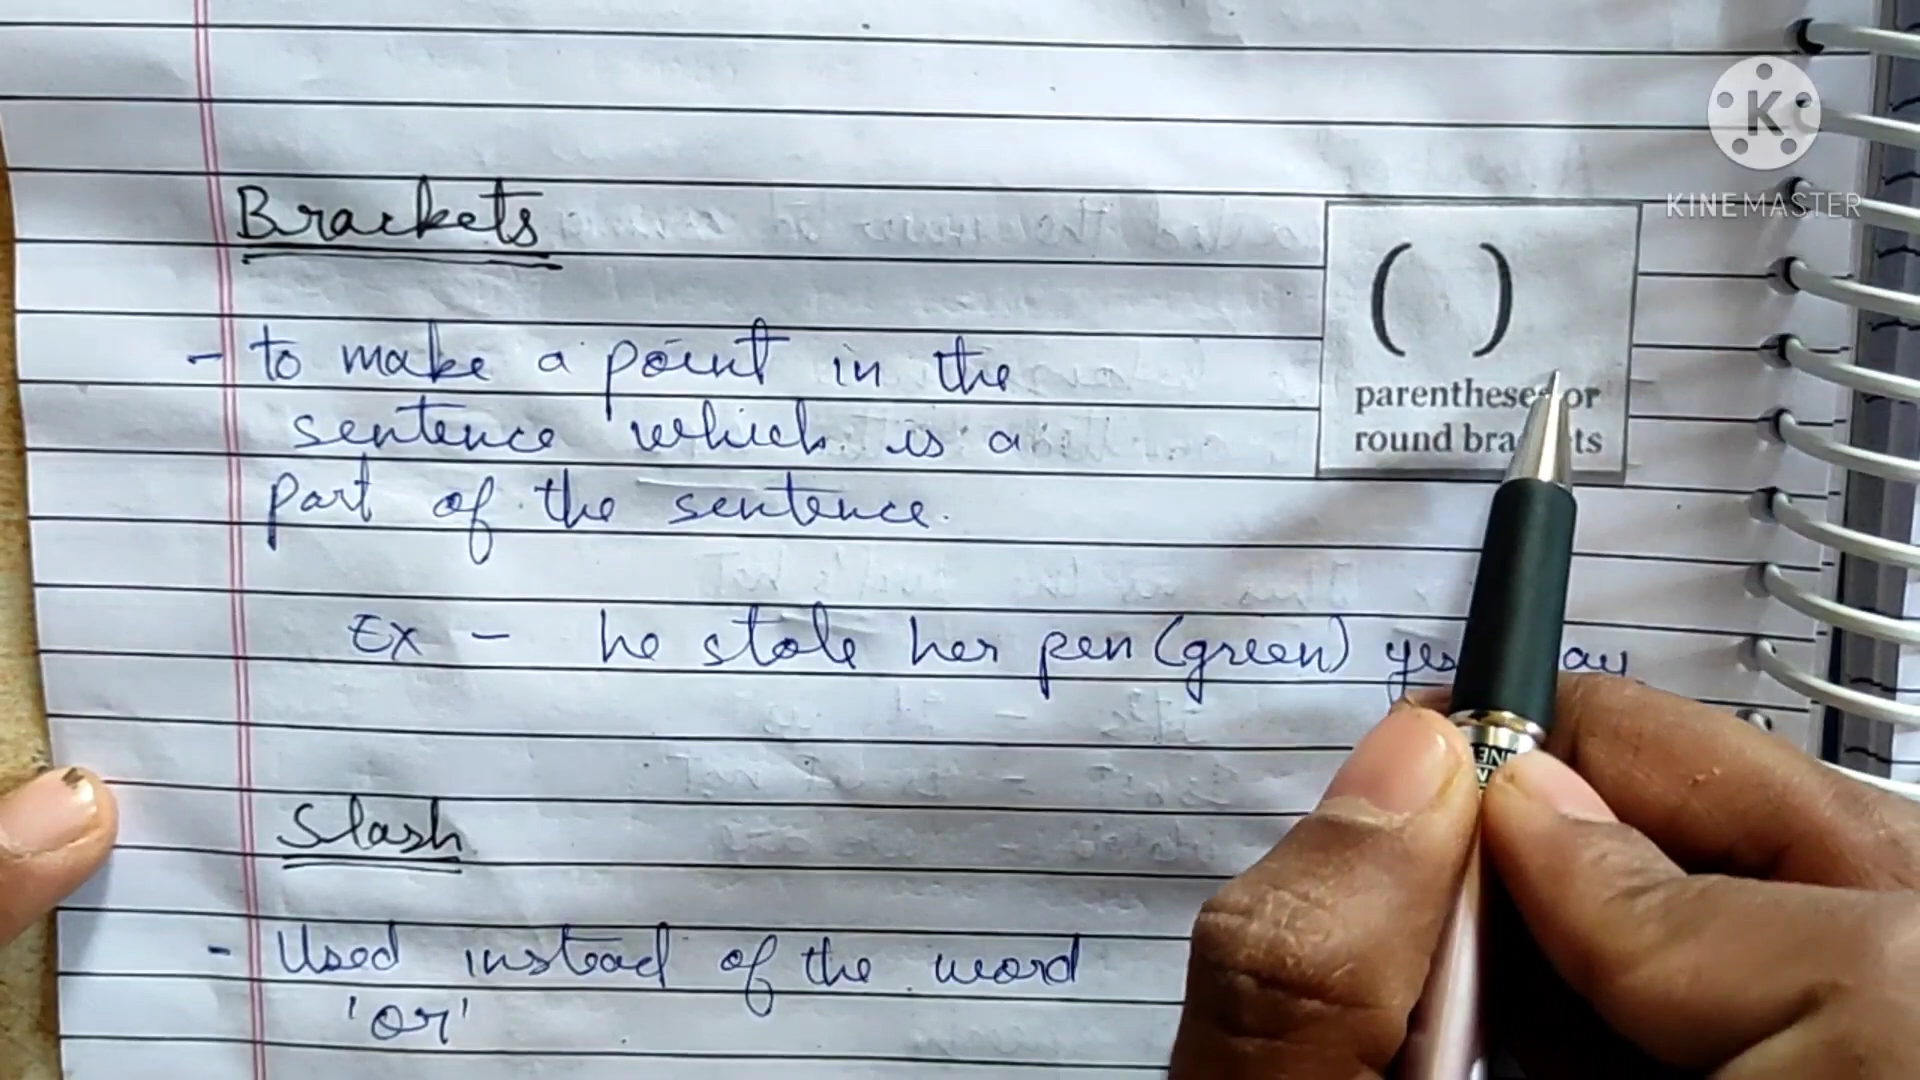 KINEMASTER
Brackets
( )
- to make a point in the
parentheses or
sentence which is a
round
part of the sentence.
Ex - he stole her pen (green)
Slash
- Used instead of the word
'or'